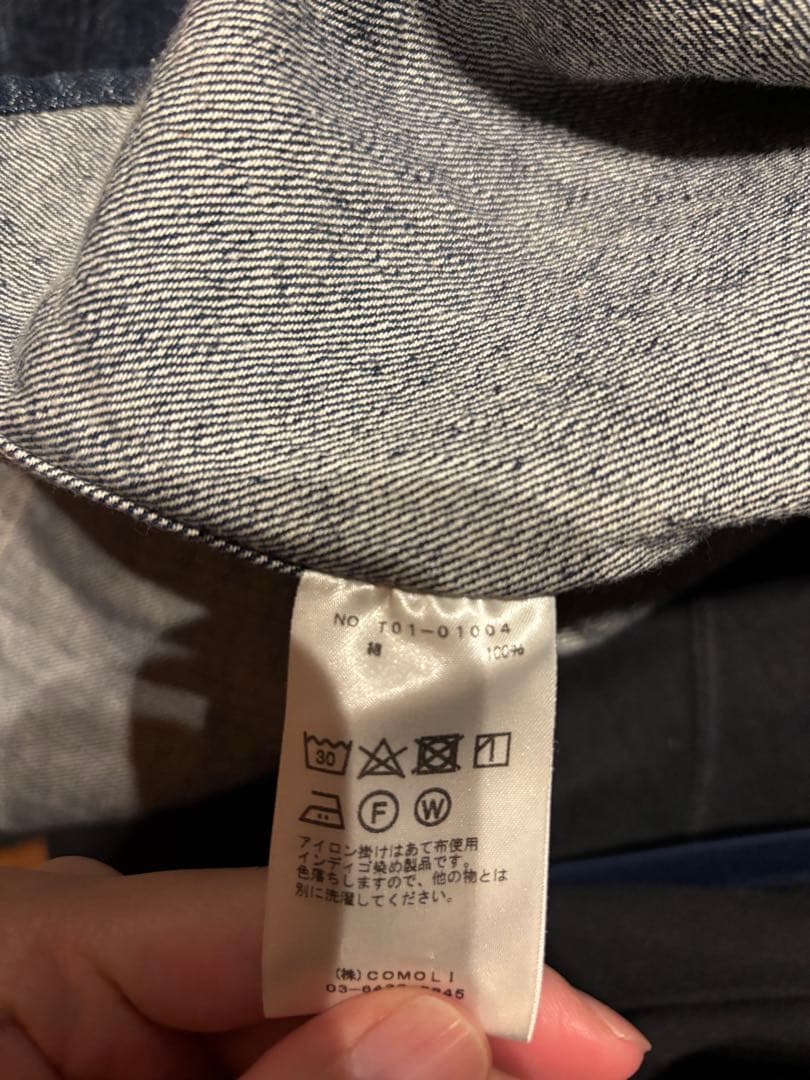 NO T01-01004
綿 100%
30
F W
アイロン掛けはあて布使用
インディゴ染め製品です。
色落ちしますので、他の物とは
別に洗濯してください。
(株)COMOLI